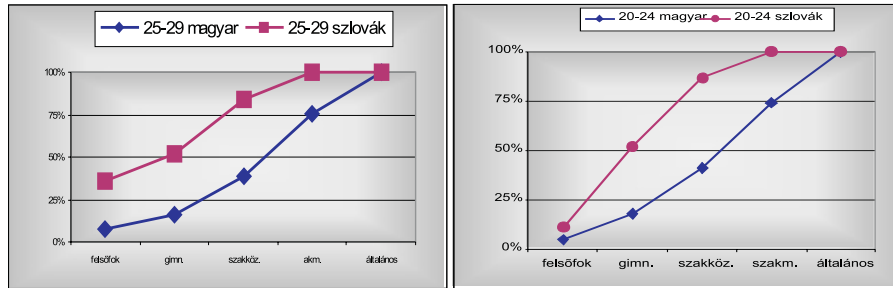 25-29 magyar 25-29 szlovák
100%
75%
50%
25%
0%
felsőfok gimn. szakköz. akm. általános
20-24 magyar 20-24 szlovák
100%
75%
50%
25%
0%
felsőfok gimn. szakköz. szakm. általános